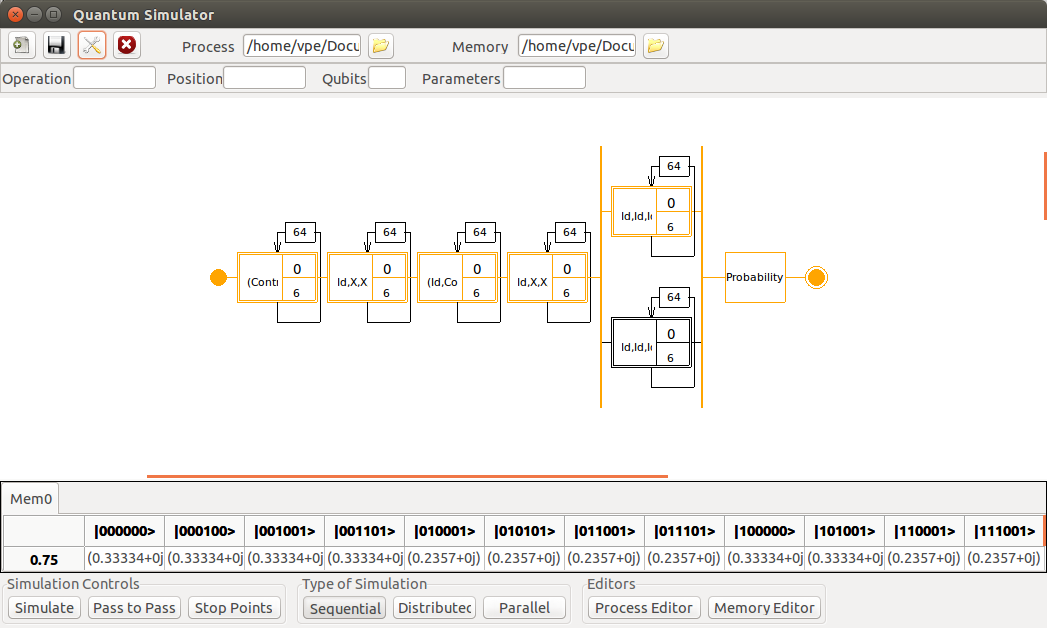 Quantum Simulator
Process /home/vpe/Docu Memory /home/vpe/Docu
Operation Position Qubits Parameters
64
0
Id,Id,I
6
64 64 64 64
0 0 0 0
(Contr Id,X,X (Id,Co Id,X,X Probability
6 6 6 6
64
0
Id,Id,I
6
Mem0
|000000> |000100> |001001> |001101> |010001> |010101> |011001> |011101> |100000> |101001> |110001> |111001>
0.75 (0.33334+0j (0.33334+0j (0.33334+0j (0.33334+0j (0.2357+0j) (0.2357+0j) (0.2357+0j) (0.2357+0j) (0.33334+0j (0.33334+0j (0.2357+0j) (0.2357+0j)
Simulation Controls Type of Simulation Editors
Simulate Pass to Pass Stop Points Sequential Distributec Parallel Process Editor Memory Editor